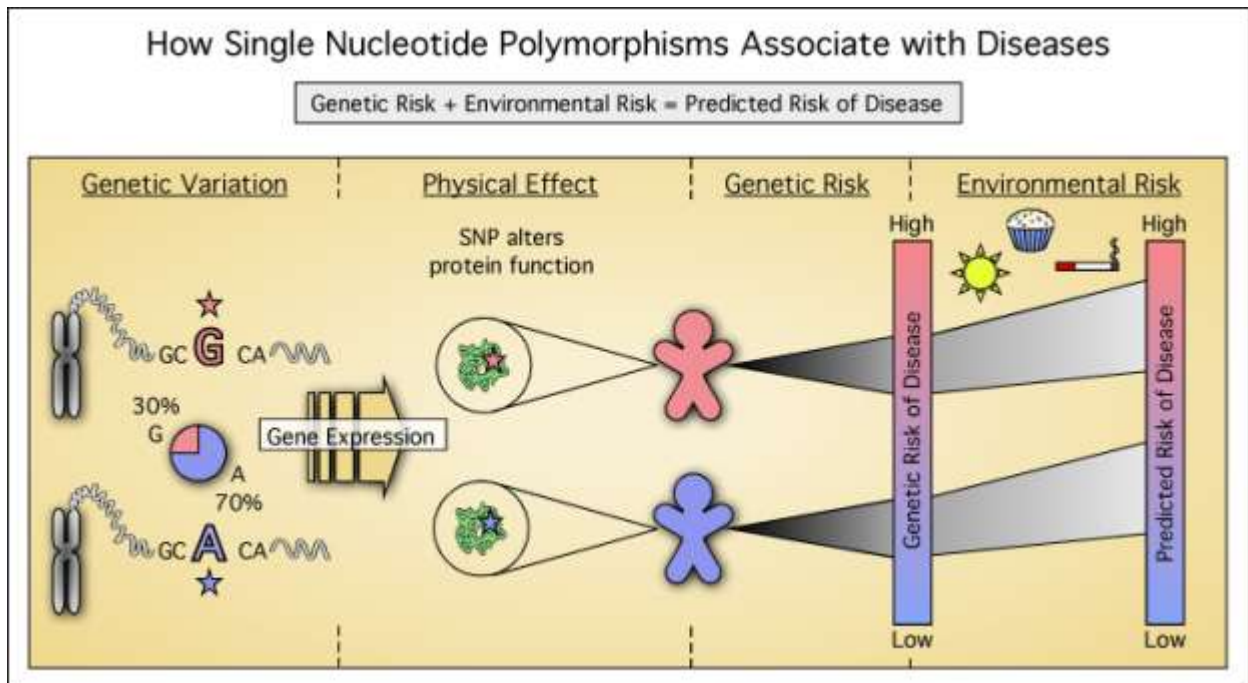 How Single Nucleotide Polymorphisms Associate with Diseases
Genetic Risk + Environmental Risk = Predicted Risk of Disease
Genetic Variation
Physical Effect
Genetic Risk
Environmental Risk
SNP alters
protein function
High
High
GC G CA
30%
G
A
70%
Gene Expression
GC A CA
Genetic Risk of Disease
Predicted Risk of Disease
Low
Low